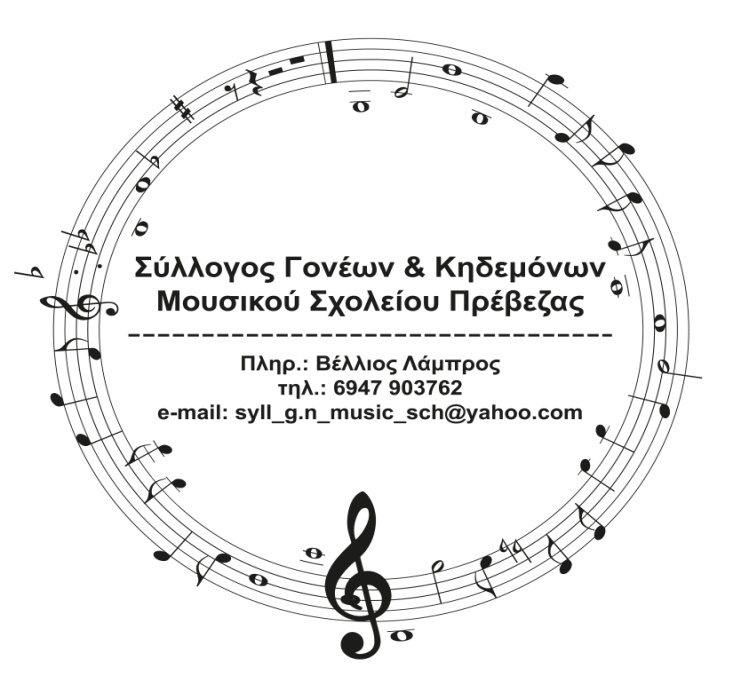 Σύλλογος Γονέων & Κηδεμόνων
Μουσικού Σχολείου Πρέβεζας
Πληρ.: Βέλλιος Λάμπρος
τηλ.: 6947 903762
e-mail: syll_g.n_music_sch@yahoo.com